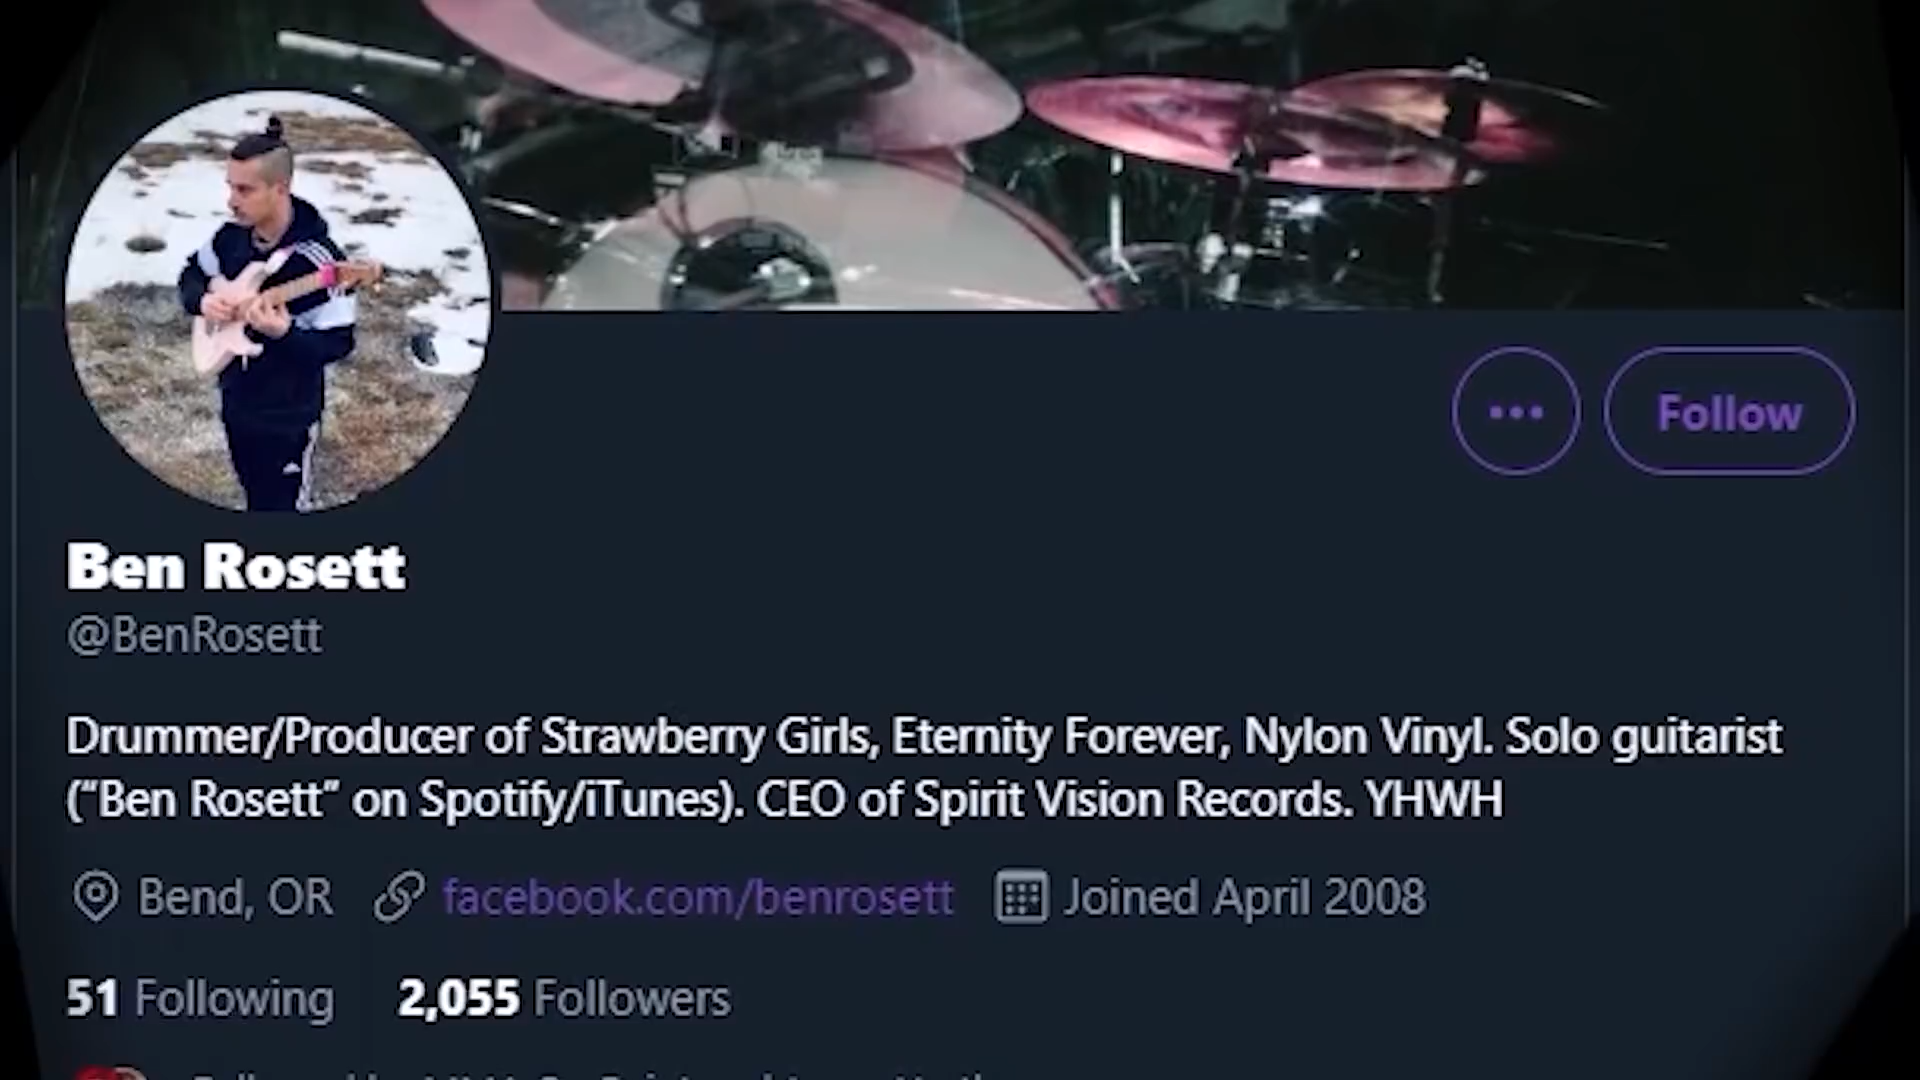 Follow
Ben Rosett
@BenRosett
Drummer/Producer of Strawberry Girls, Eternity Forever, Nylon Vinyl. Solo guitarist
(“Ben Rosett” on Spotify/iTunes). CEO of Spirit Vision Records. YHWH
Bend, OR facebook.com/benrosett Joined April 2008
51 Following 2,055 Followers